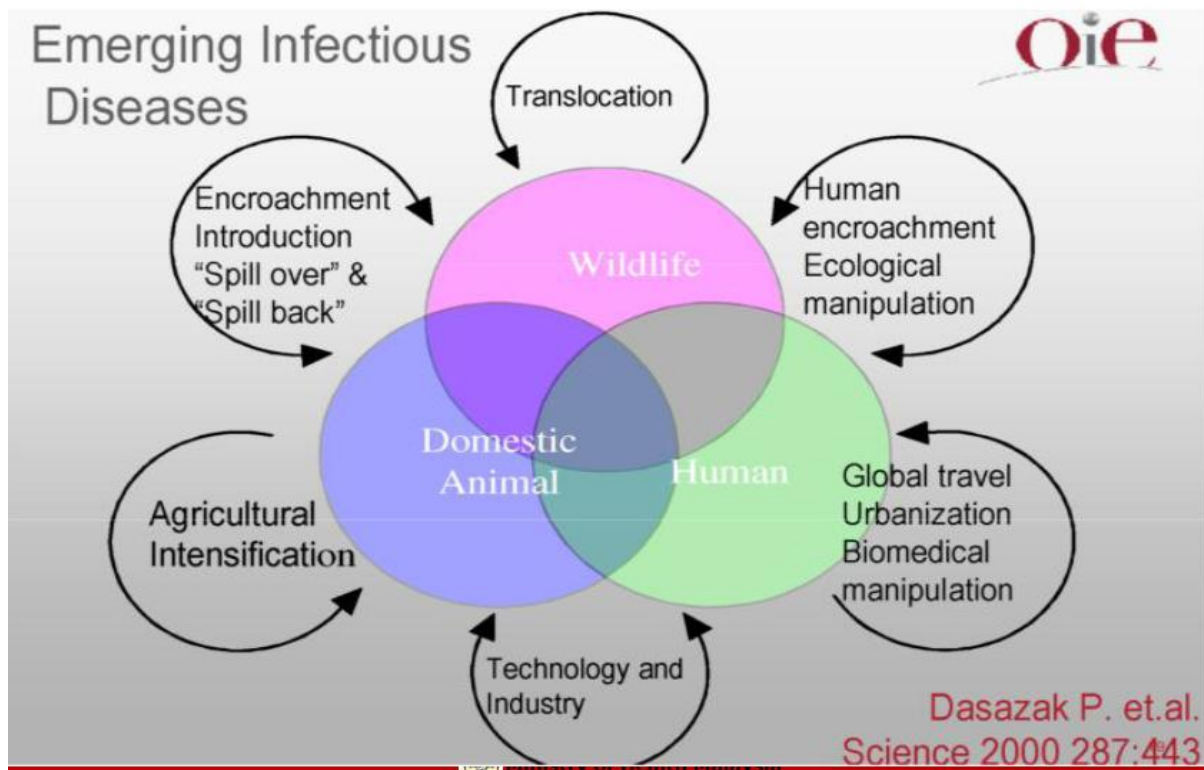 Emerging Infectious
Diseases
oie
Translocation
Encroachment
Introduction
“Spill over” &
“Spill back”
Human
encroachment
Ecological
manipulation
Wildlife
Domestic
Animal
Human
Agricultural
Intensification
Global travel
Urbanization
Biomedical
manipulation
Technology and
Industry
Dasazak P. et.al.
Science 2000 287:443